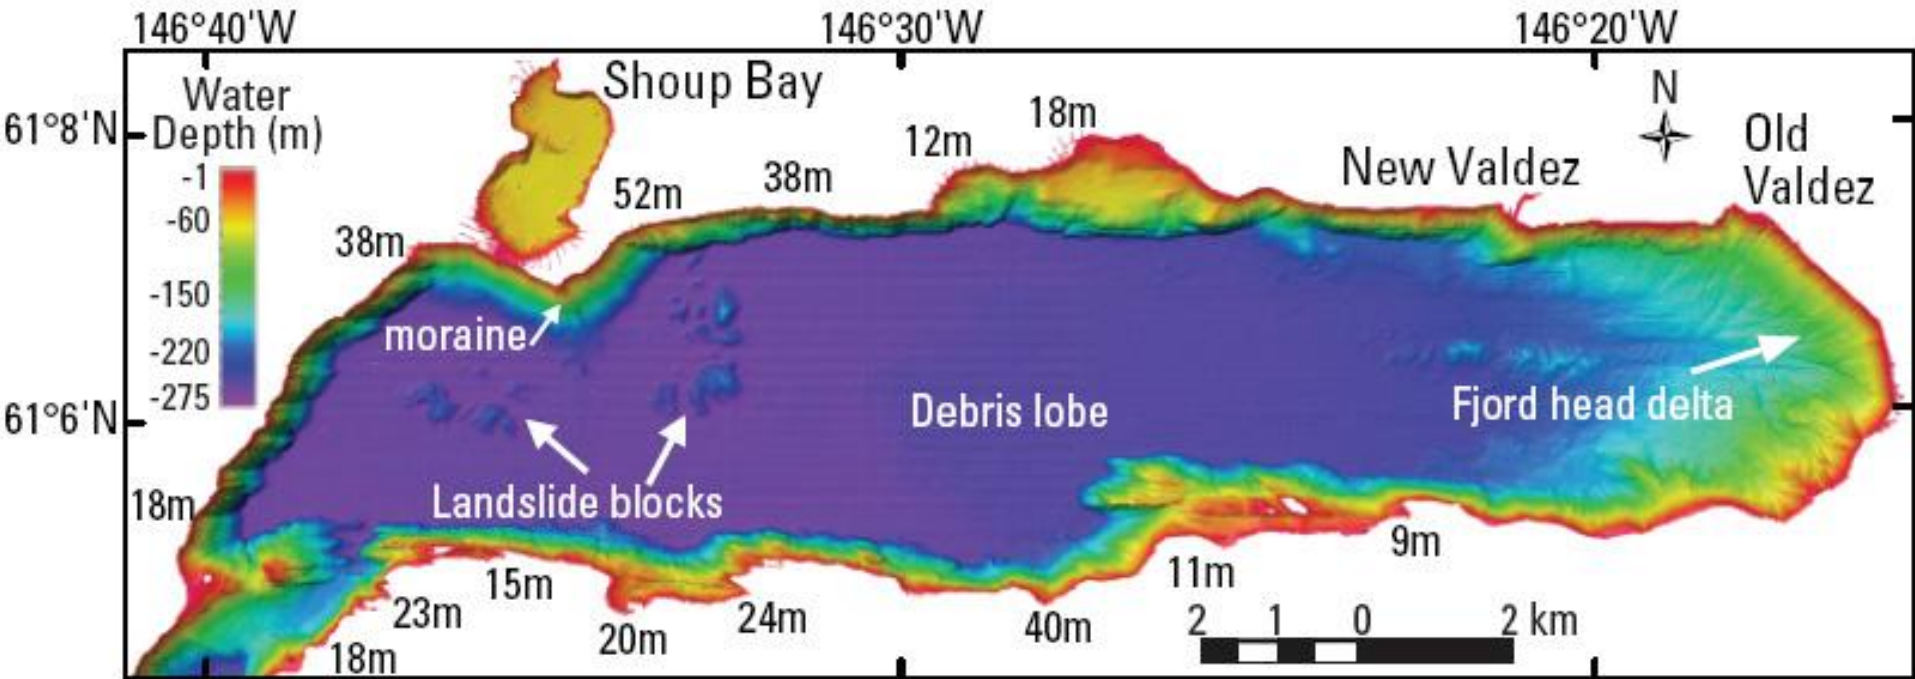 146°40'W
146°30'W
146°20'W
Shoup Bay
Water
Depth (m)
61°8'N
N
Old
Valdez
18m
12m
New Valdez
-1
-60
-150
-220
-275
38m
52m
38m
moraine
Fjord head delta
61°6'N
Debris lobe
Landslide blocks
18m
9m
11m
15m
23m
24m
20m
40m
18m
2 1 0 2 km